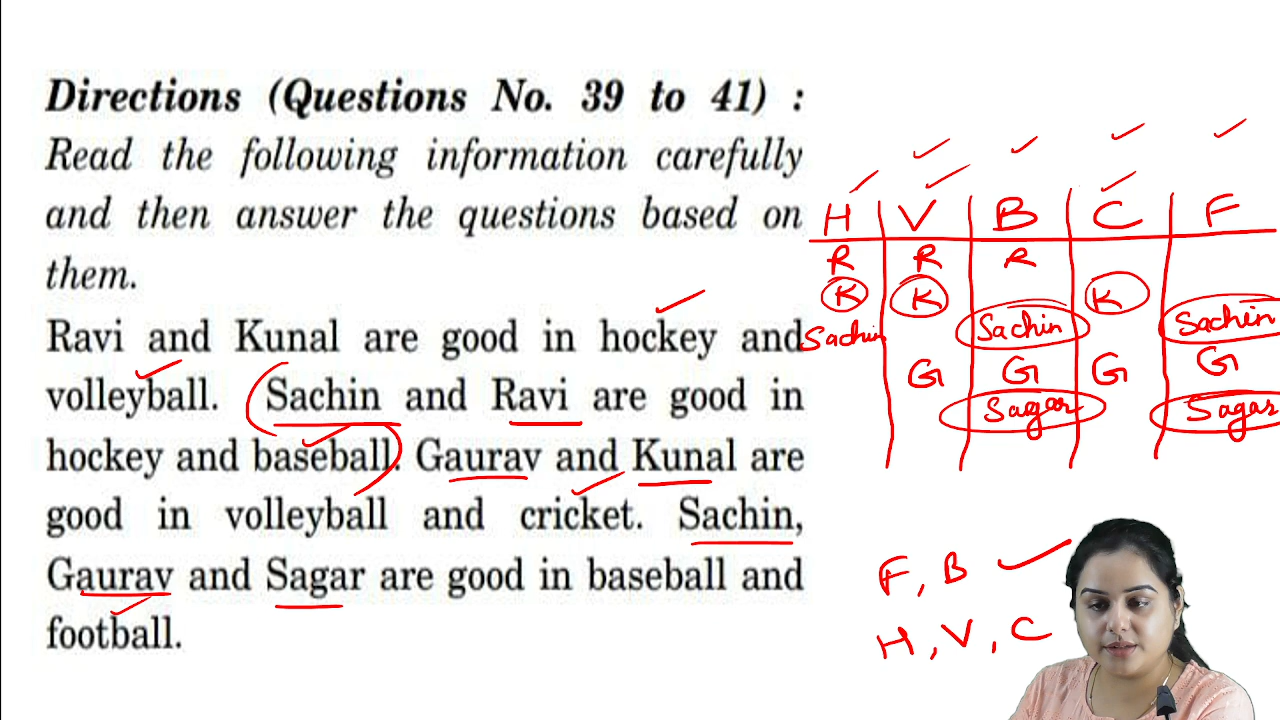 Directions (Questions No. 39 to 41) :
Read the following information carefully
and then answer the questions based on
them.
Ravi and Kunal are good in hockey and
volleyball. Sachin and Ravi are good in
hockey and baseball. Gaurav and Kunal are
good in volleyball and cricket. Sachin,
Gaurav and Sagar are good in baseball and
football.
H V B C F
R R R
K K K
Sachin Sachin Sachin
G G G G
Sagar Sagar
F, B
H, V, C